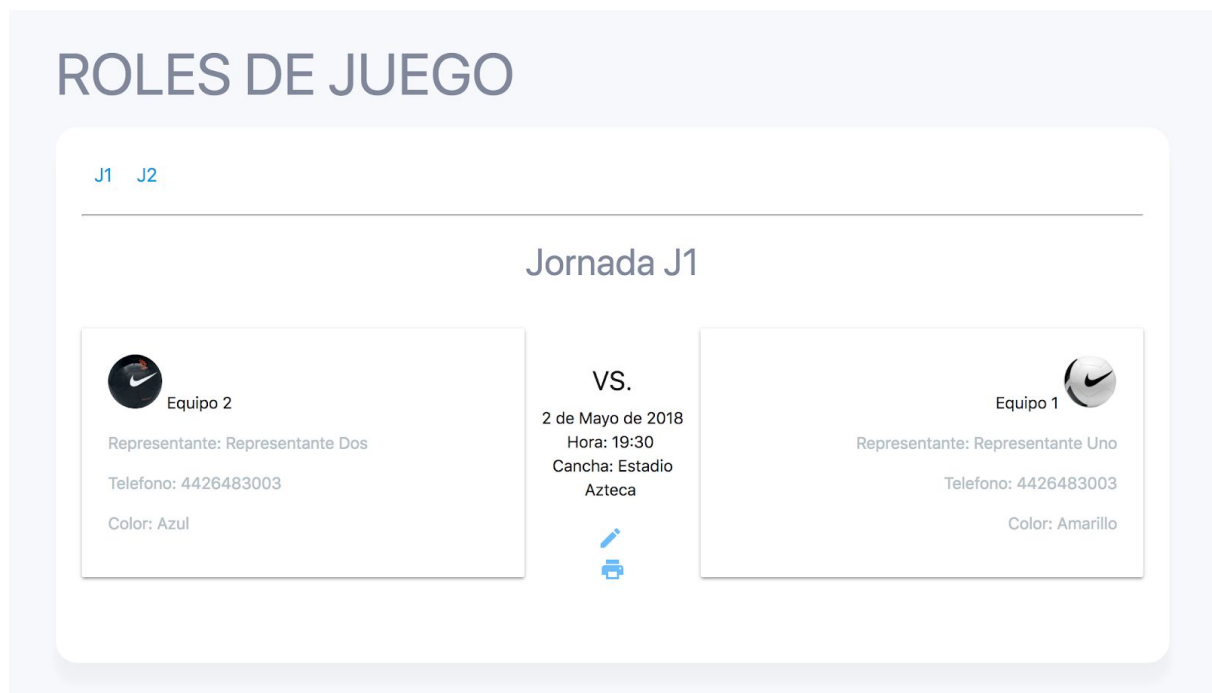 ROLES DE JUEGO
J1 J2
Jornada J1
Equipo 2
Representante: Representante Dos
Telefono: 4426483003
Color: Azul
VS.
2 de Mayo de 2018
Hora: 19:30
Cancha: Estadio
Azteca
Equipo 1
Representante: Representante Uno
Telefono: 4426483003
Color: Amarillo